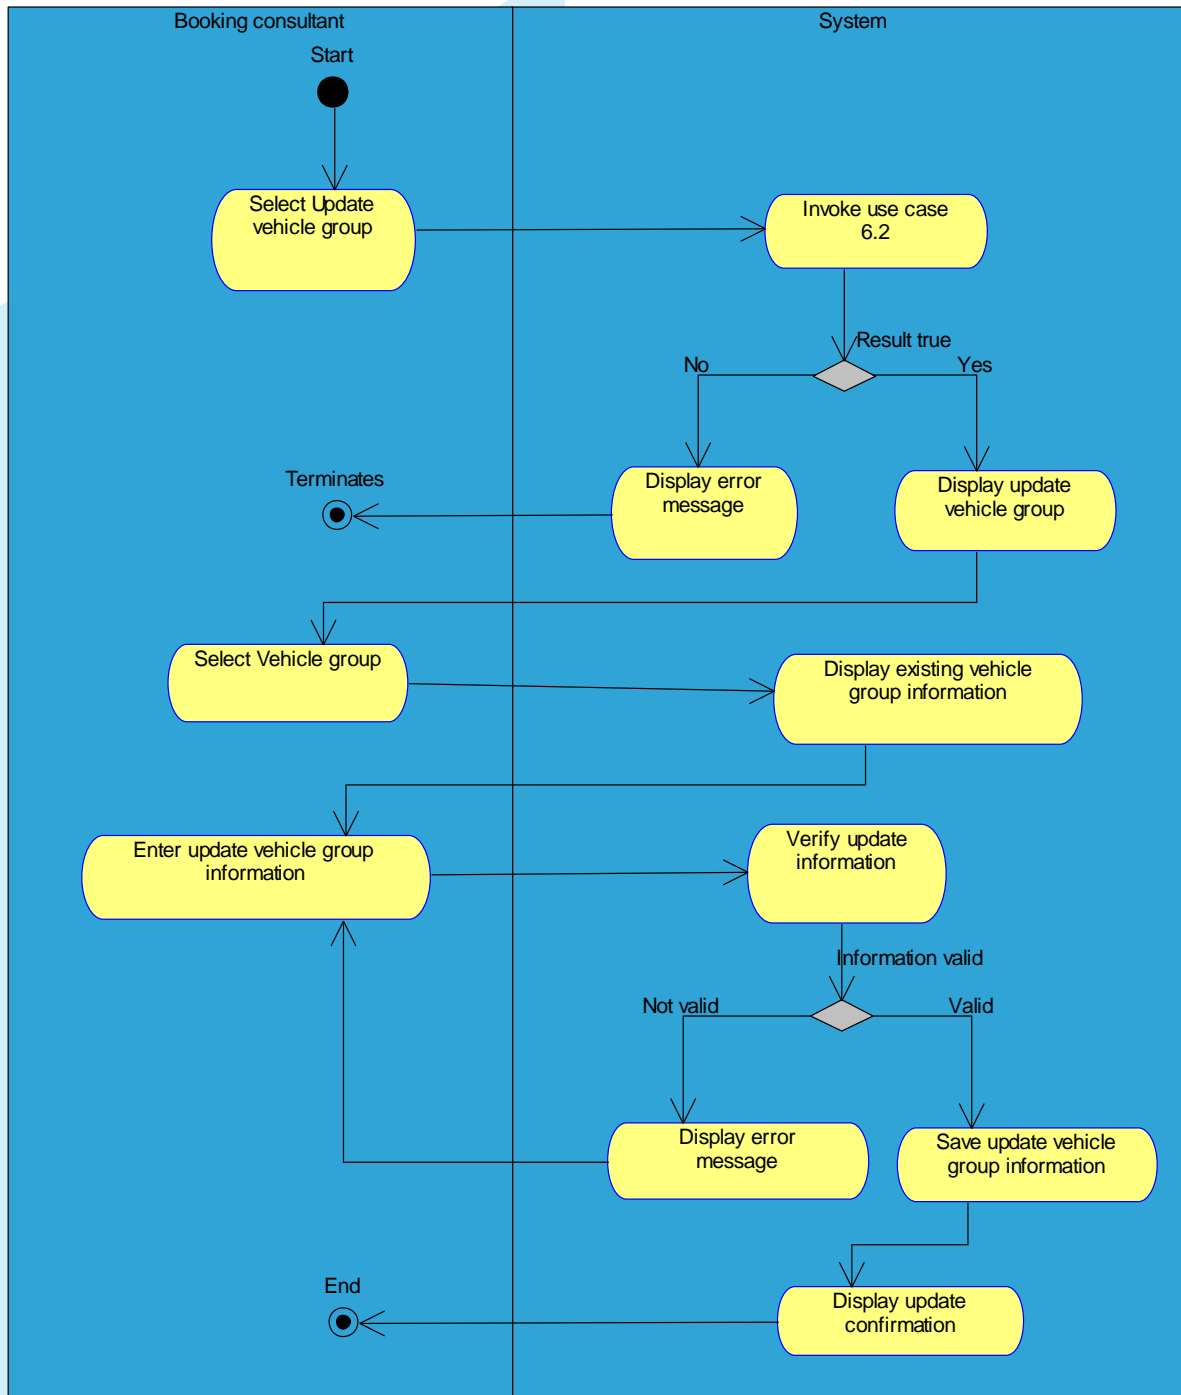 Booking consultant
System
Start
Select Update
vehicle group
Invoke use case
6.2
Result true
No
Yes
Terminates
Display error
message
Display update
vehicle group
Select Vehicle group
Display existing vehicle
group information
Enter update vehicle group
information
Verify update
information
Information valid
Not valid
Valid
Display error
message
Save update vehicle
group information
End
Display update
confirmation